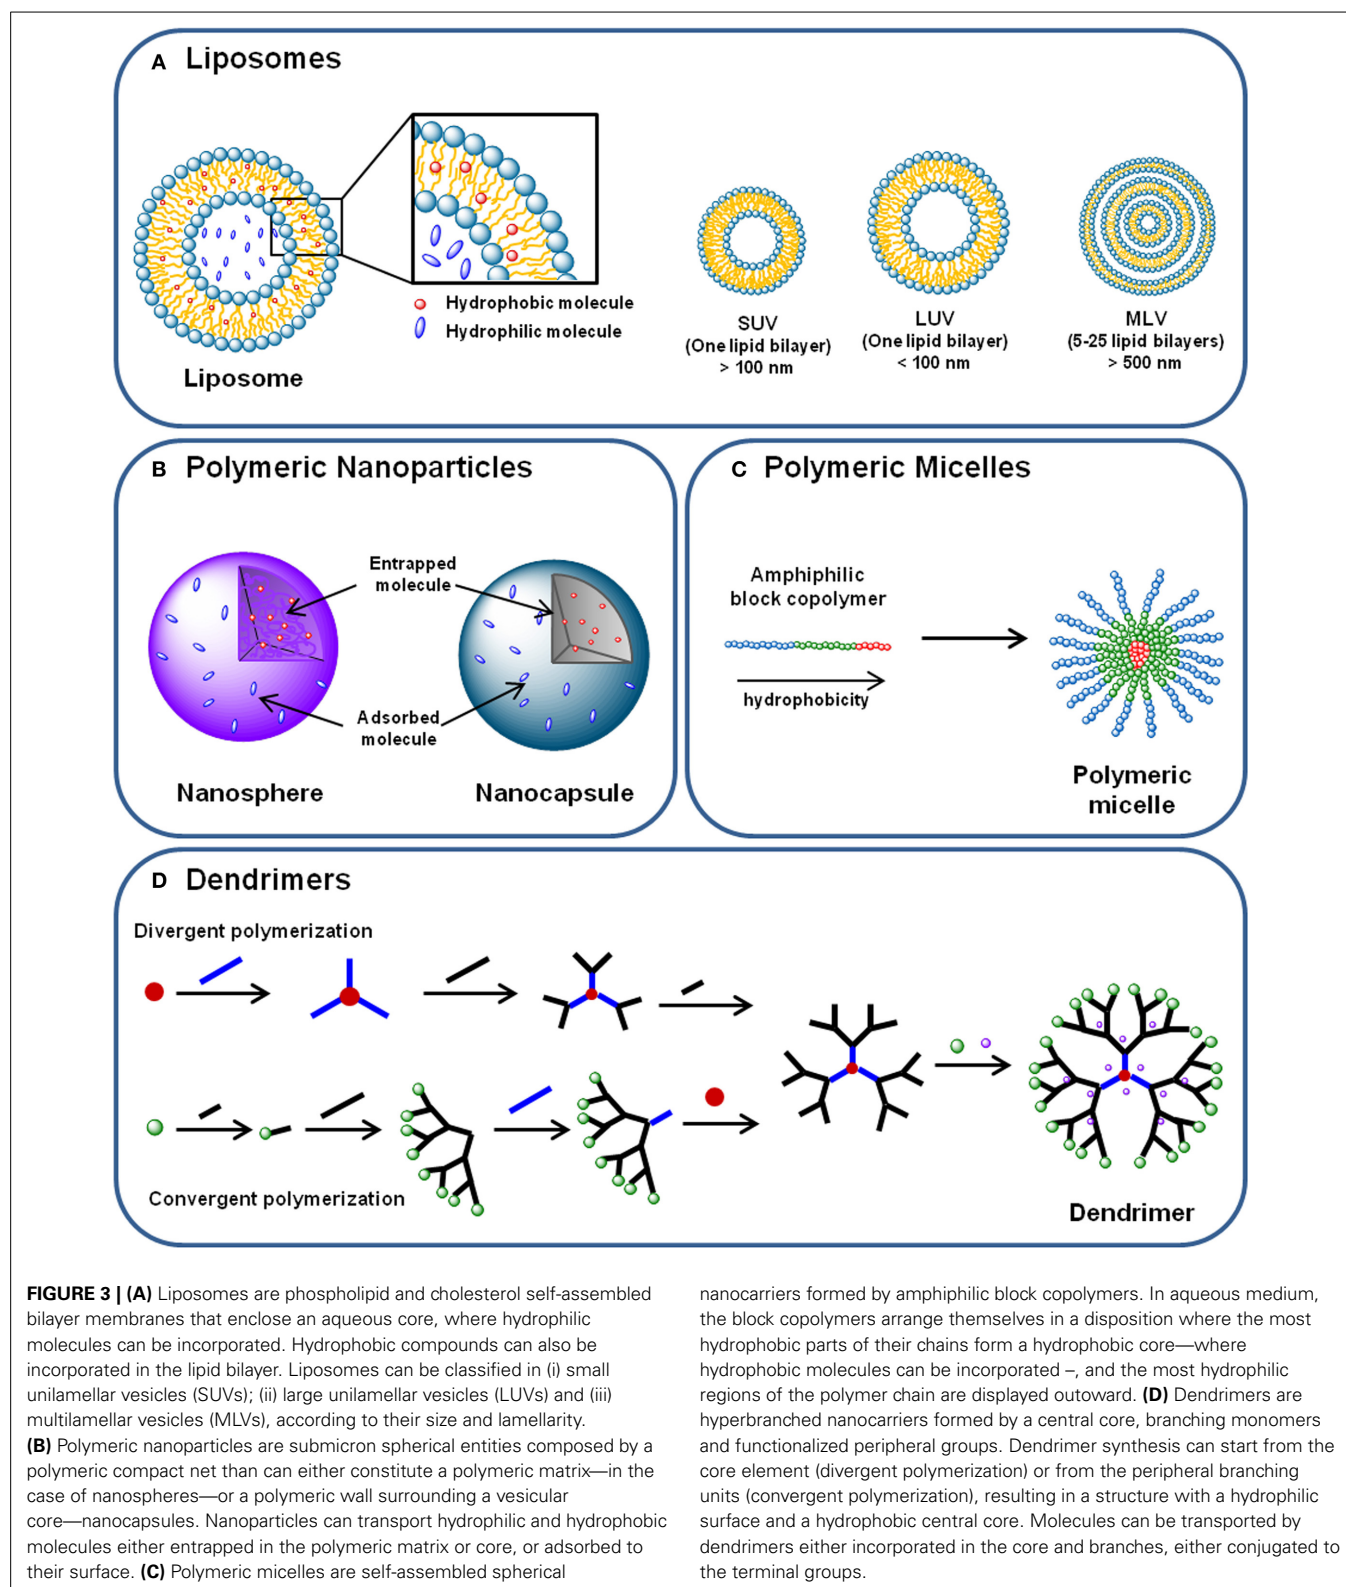 A Liposomes
Hydrophobic molecule
Hydrophilic molecule
Liposome
SUV
(One lipid bilayer)
> 100 nm
LUV
(One lipid bilayer)
< 100 nm
MLV
(5-25 lipid bilayers)
> 500 nm
B Polymeric Nanoparticles
Entrapped
molecule
Adsorbed
molecule
Nanosphere
Nanocapsule
C Polymeric Micelles
Amphiphilic
block copolymer
hydrophobicity
Polymeric
micelle
D Dendrimers
Divergent polymerization
Convergent polymerization
Dendrimer
FIGURE 3 | (A) Liposomes are phospholipid and cholesterol self-assembled
bilayer membranes that enclose an aqueous core, where hydrophilic
molecules can be incorporated. Hydrophobic compounds can also be
incorporated in the lipid bilayer. Liposomes can be classified in (i) small
unilamellar vesicles (SUVs); (ii) large unilamellar vesicles (LUVs) and (iii)
multilamellar vesicles (MLVs), according to their size and lamellarity.
(B) Polymeric nanoparticles are submicron spherical entities composed by a
polymeric compact net than can either constitute a polymeric matrix—in the
case of nanospheres—or a polymeric wall surrounding a vesicular
core—nanocapsules. Nanoparticles can transport hydrophilic and hydrophobic
molecules either entrapped in the polymeric matrix or core, or adsorbed to
their surface. (C) Polymeric micelles are self-assembled spherical
nanocarriers formed by amphiphilic block copolymers. In aqueous medium,
the block copolymers arrange themselves in a disposition where the most
hydrophobic parts of their chains form a hydrophobic core—where
hydrophobic molecules can be incorporated –, and the most hydrophilic
regions of the polymer chain are displayed outoward. (D) Dendrimers are
hyperbranched nanocarriers formed by a central core, branching monomers
and functionalized peripheral groups. Dendrimer synthesis can start from the
core element (divergent polymerization) or from the peripheral branching
units (convergent polymerization), resulting in a structure with a hydrophilic
surface and a hydrophobic central core. Molecules can be transported by
dendrimers either incorporated in the core and branches, either conjugated to
the terminal groups.